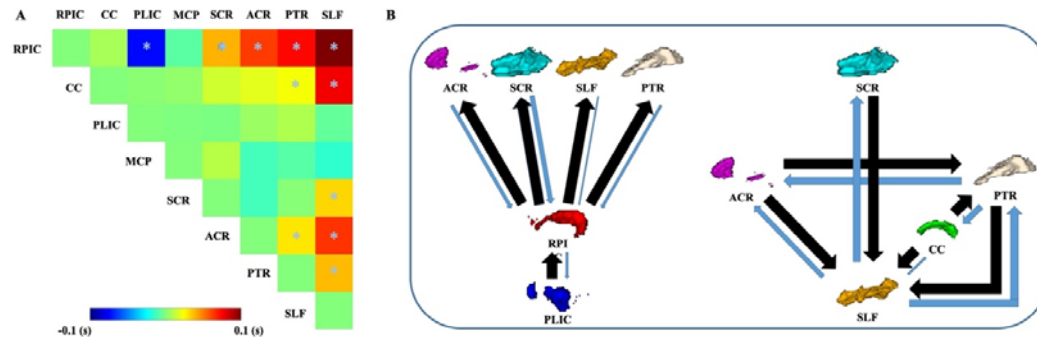 A
RPIC CC PLIC MCP SCR ACR PTR SLF
RPIC
CC
PLIC
MCP
SCR
ACR
PTR
SLF
-0.1 (s) 0.1 (s)
B
ACR SCR SLF PTR
RPI
C
PLIC
SCR
ACR
PTR
CC
SLF